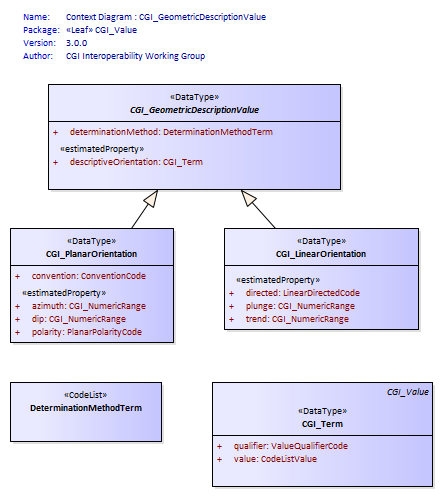 Name: Context Diagram : CGI_GeometricDescriptionValue
Package: «Leaf» CGI_Value
Version: 3.0.0
Author: CGI Interoperability Working Group
«DataType»
CGI_GeometricDescriptionValue
+ determinationMethod: DeterminationMethodTerm
«estimatedProperty»
+ descriptiveOrientation: CGI_Term
«DataType»
CGI_PlanarOrientation
+ convention: ConventionCode
«estimatedProperty»
+ azimuth: CGI_NumericRange
+ dip: CGI_NumericRange
+ polarity: PlanarPolarityCode
«DataType»
CGI_LinearOrientation
«estimatedProperty»
+ directed: LinearDirectedCode
+ plunge: CGI_NumericRange
+ trend: CGI_NumericRange
«CodeList»
DeterminationMethodTerm
CGI_Value
«DataType»
CGI_Term
+ qualifier: ValueQualifierCode
+ value: CodeListValue